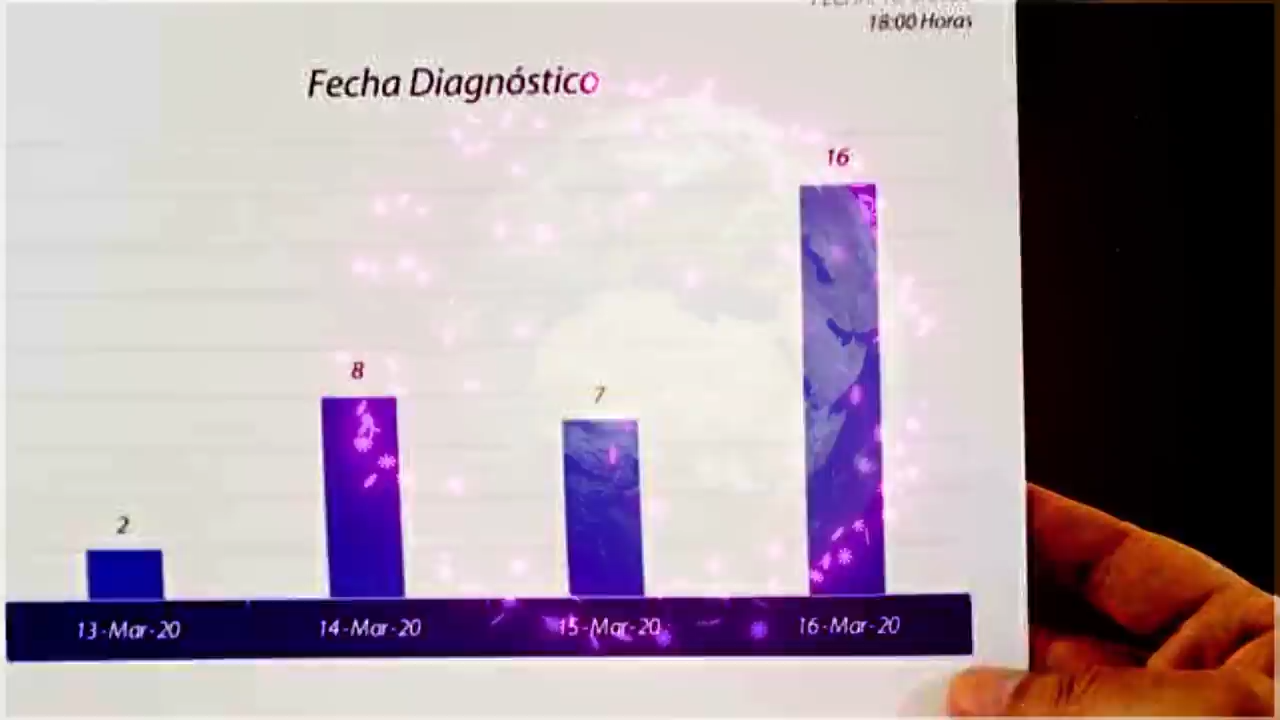 18:00 Horas
Fecha Diagnóstico
16
8
7
2
13-Mar-20
14-Mar-20
15-Mar-20
16-Mar-20